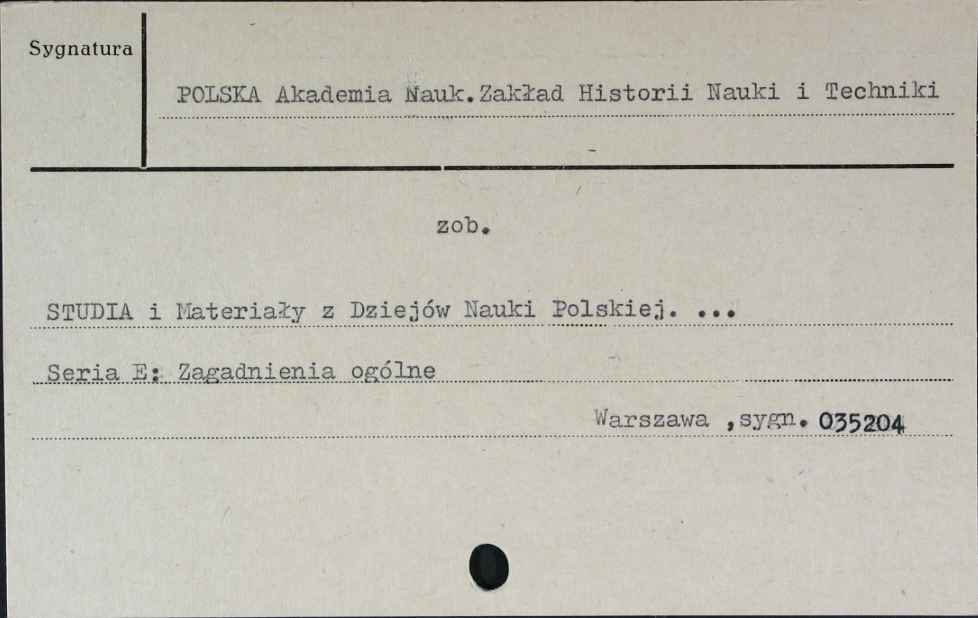 Sygnatura
POLSKA Akademia Nauk.Zakład Historii Nauki i Techniki
zob.
STUDIA i Materiały z Dziejów Nauki Polskiej. ...
Seria E: Zagadnienia ogólne
Warszawa ,sygn. 035204